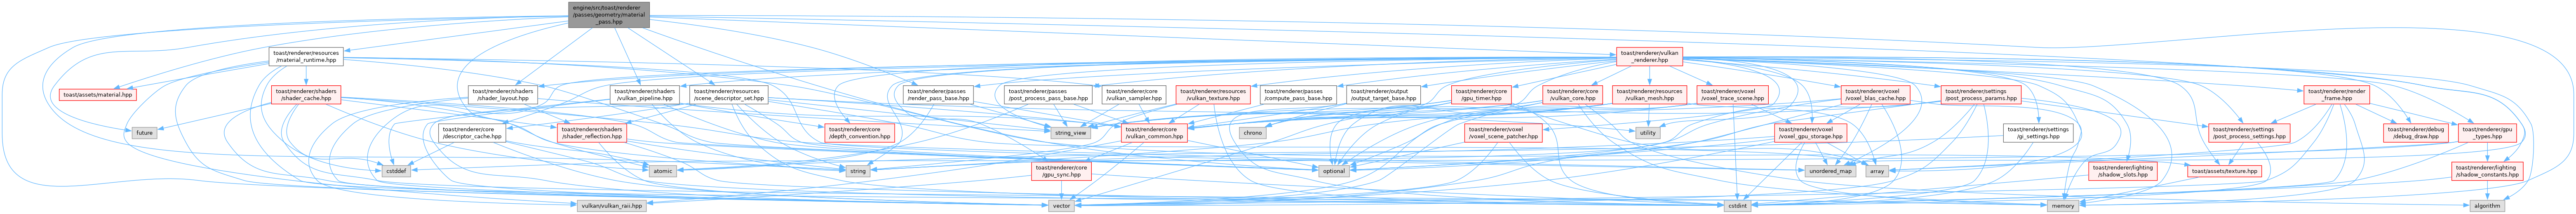 engine/src/toast/renderer
/passes/geometry/material
_pass.hpp
toast/renderer/resources
/material_runtime.hpp
toast/renderer/vulkan
_renderer.hpp
toast/assets/material.hpp
toast/renderer/shaders
/shader_cache.hpp
toast/renderer/shaders
/shader_layout.hpp
toast/renderer/shaders
/vulkan_pipeline.hpp
toast/renderer/resources
/scene_descriptor_set.hpp
toast/renderer/core
/vulkan_sampler.hpp
toast/renderer/passes
/render_pass_base.hpp
toast/renderer/passes
/post_process_pass_base.hpp
toast/renderer/resources
/vulkan_texture.hpp
toast/renderer/passes
/compute_pass_base.hpp
toast/renderer/output
/output_target_base.hpp
toast/renderer/core
/gpu_timer.hpp
toast/renderer/core
/vulkan_core.hpp
toast/renderer/resources
/vulkan_mesh.hpp
toast/renderer/voxel
/voxel_trace_scene.hpp
toast/renderer/voxel
/voxel_blas_cache.hpp
toast/renderer/settings
/post_process_params.hpp
toast/renderer/render
_frame.hpp
future
toast/renderer/core
/descriptor_cache.hpp
toast/renderer/shaders
/shader_reflection.hpp
toast/renderer/core
/depth_convention.hpp
string_view
toast/renderer/core
/vulkan_common.hpp
chrono
toast/renderer/voxel
/voxel_scene_patcher.hpp
utility
toast/renderer/voxel
/voxel_gpu_storage.hpp
toast/renderer/settings
/gi_settings.hpp
toast/renderer/settings
/post_process_settings.hpp
toast/renderer/debug
/debug_draw.hpp
toast/renderer/gpu
_types.hpp
cstddef
atomic
string
toast/renderer/core
/gpu_sync.hpp
optional
unordered_map
array
toast/renderer/lighting
/shadow_slots.hpp
toast/assets/texture.hpp
toast/renderer/lighting
/shadow_constants.hpp
vulkan/vulkan_raii.hpp
vector
cstdint
memory
algorithm